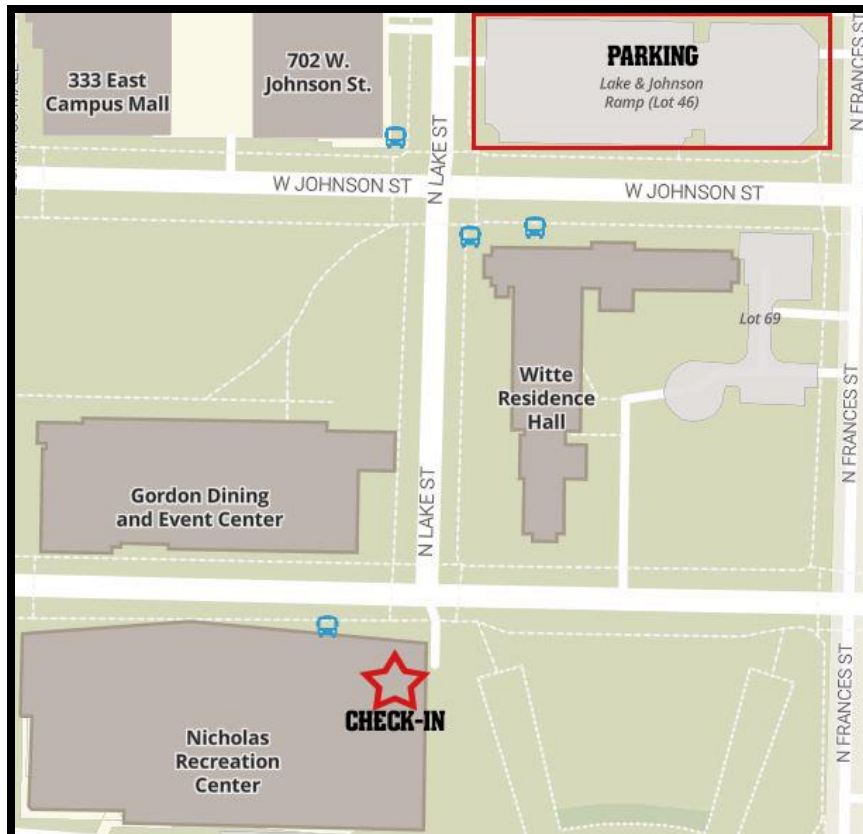 333 East
Campus Mall
702 W.
Johnson St.
PARKING
Lake & Johnson
Ramp (Lot 46)
N FRANCES ST
N LAKE ST
W JOHNSON ST
W JOHNSON ST
Lot 69
Witte
Residence
Hall
N FRANCES ST
Gordon Dining
and Event Center
N LAKE ST
CHECK-IN
Nicholas
Recreation
Center
N FRANCES ST